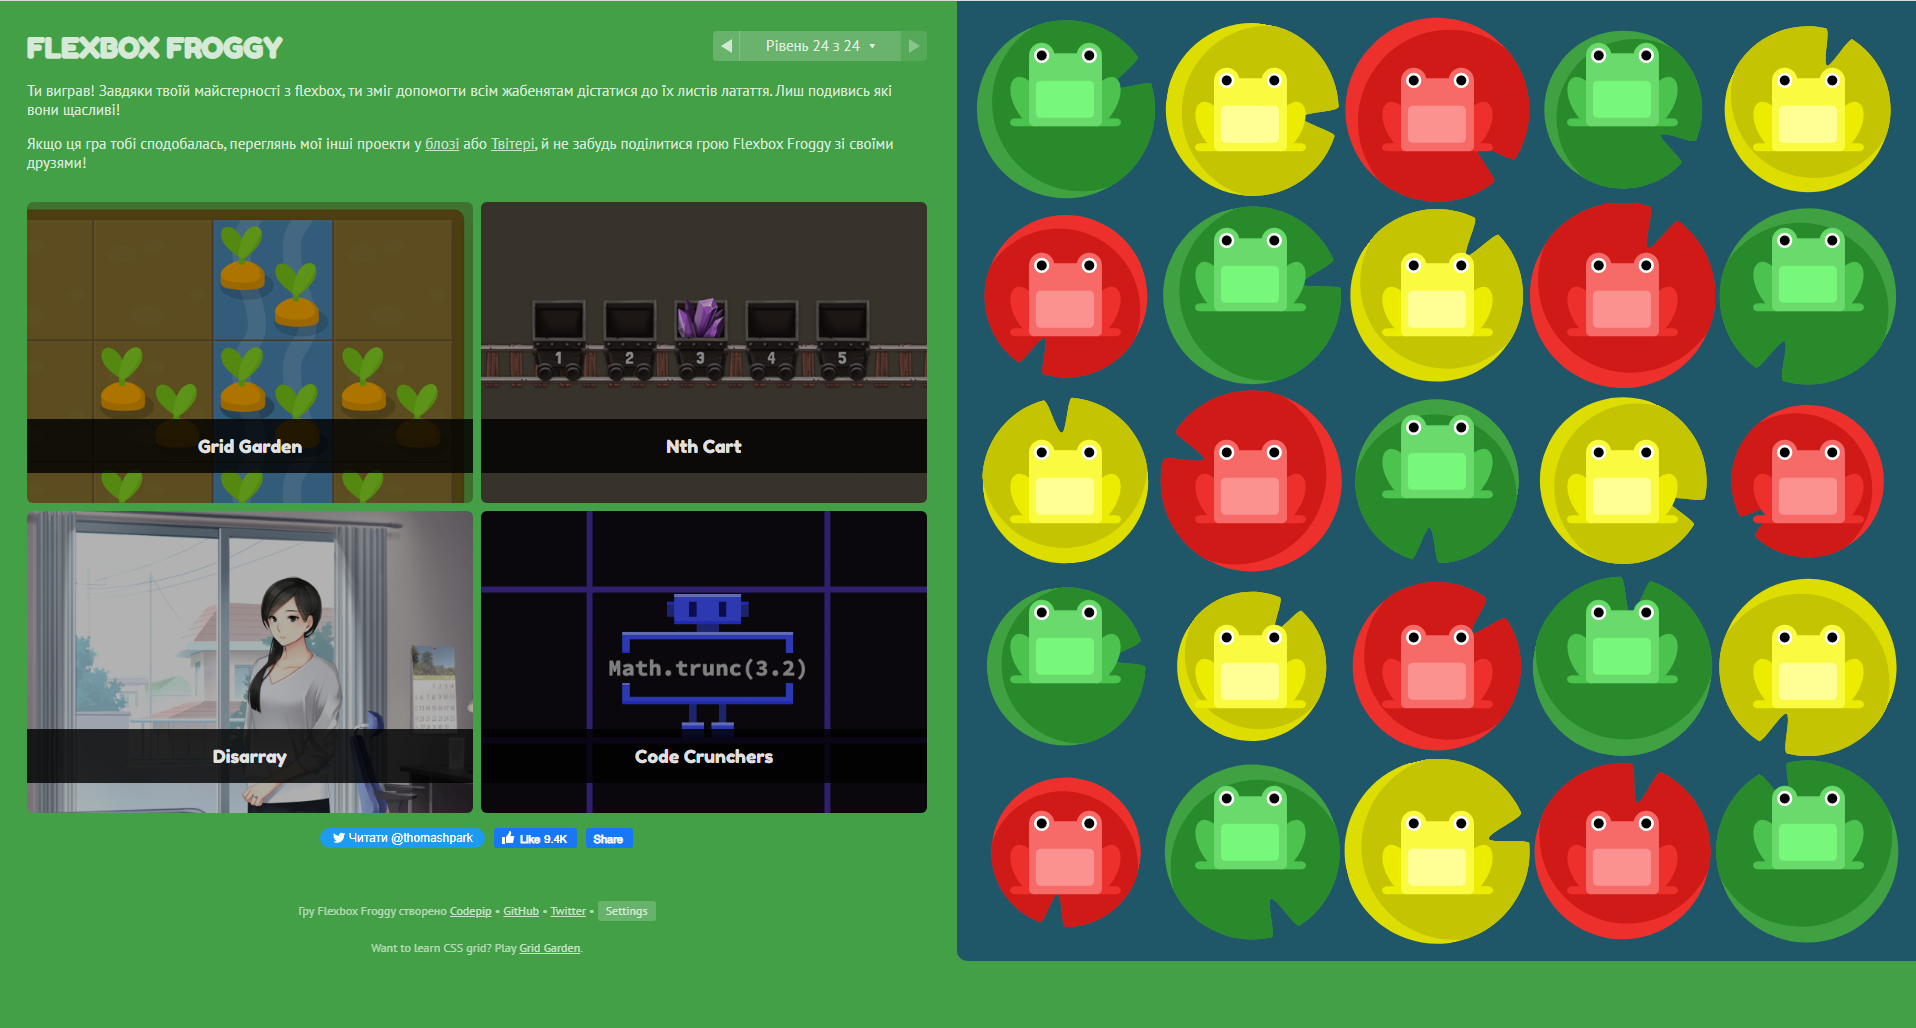 FLEXBOX FROGGY
Рівень 24 з 24
Ти виграв! Завдяки твоїй майстерності з flexbox, ти зміг допомогти всім жабенятам дістатися до їх листів латаття. Лиш подивись які
вони щасливі!
Якщо ця гра тобі сподобалась, переглянь мої інші проекти у блозі або Твітері, й не забудь поділитися грою Flexbox Froggy зі своїми
друзями!
Grid Garden
1 2 3 4 5
Nth Cart
Disarray
Math.trunc(3.2)
Code Crunchers
Читати @thomashpark
Like 9.4K
Share
Гру Flexbox Froggy створено Codepip • GitHub • Twitter • Settings
Want to learn CSS grid? Play Grid Garden.